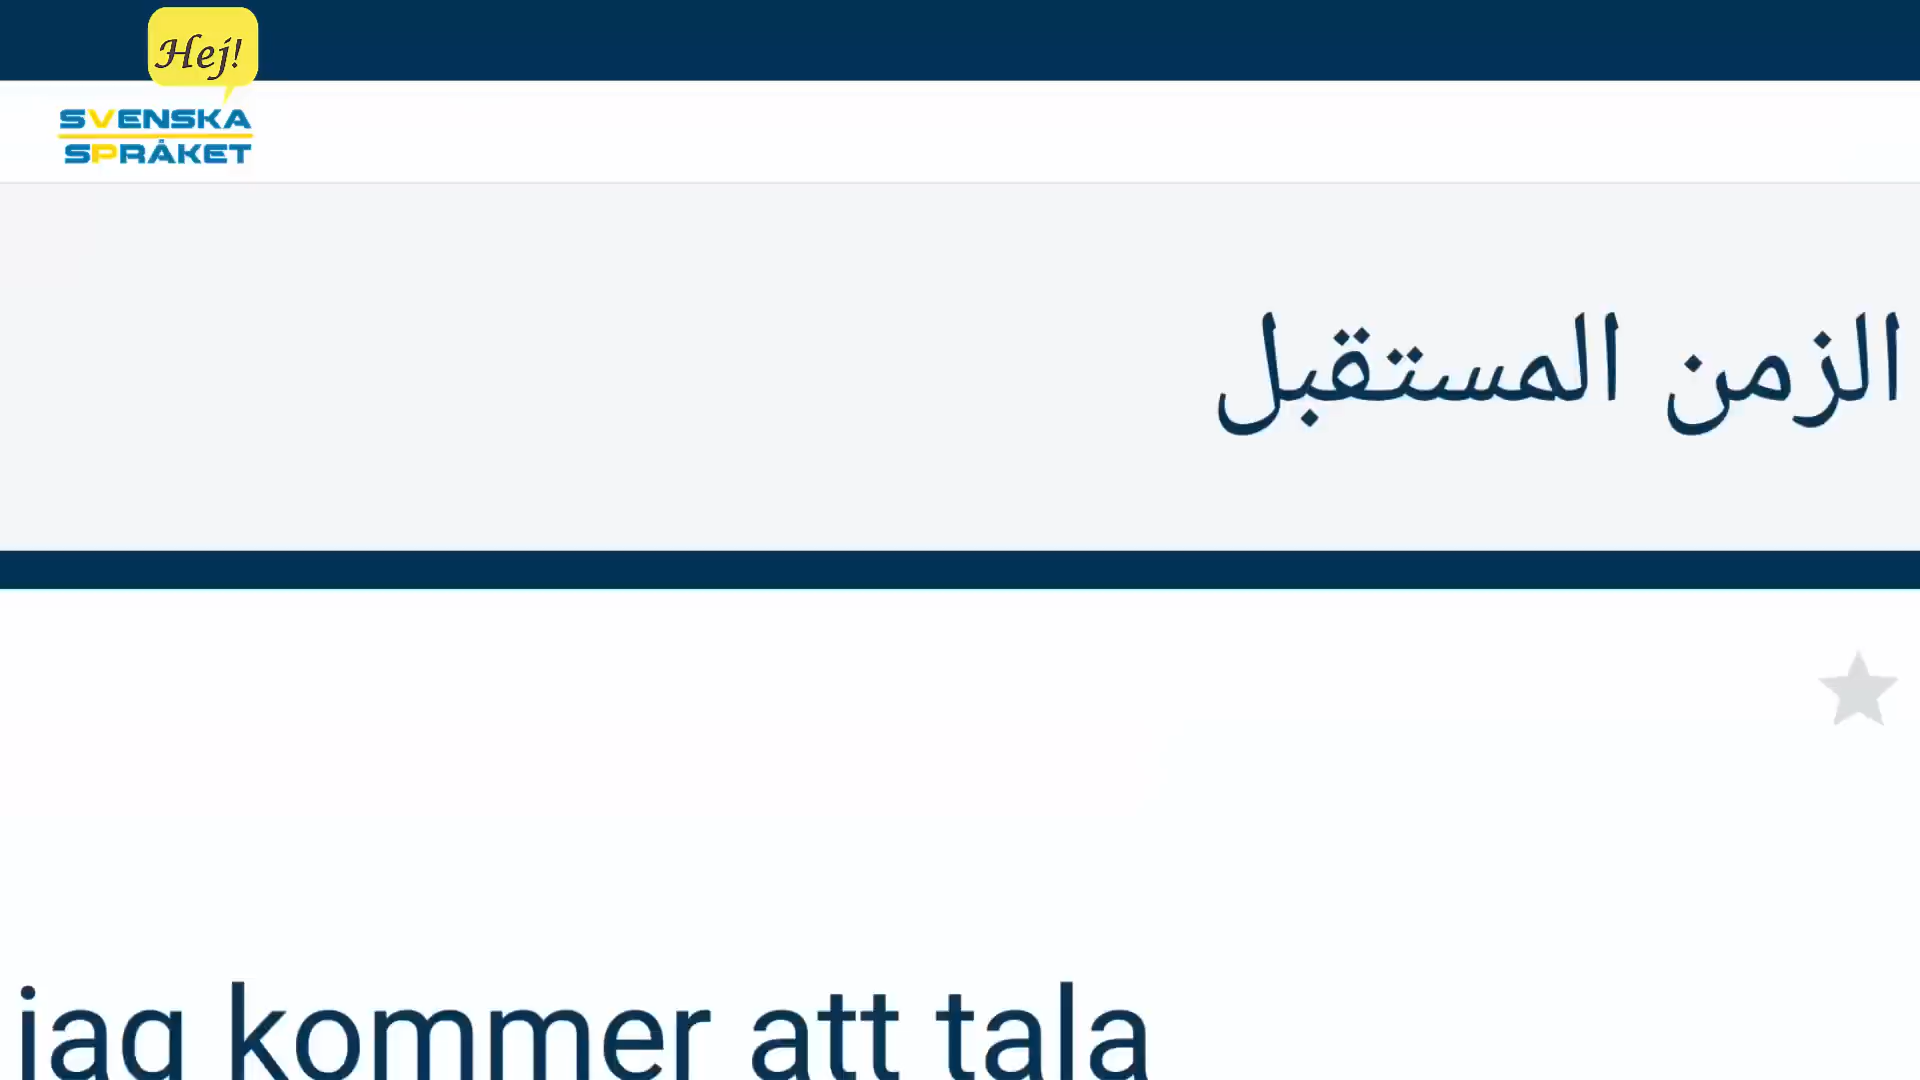 Hej!
SVENSKA
SPRÅKET
الزمن المستقبل
jag kommer att tala